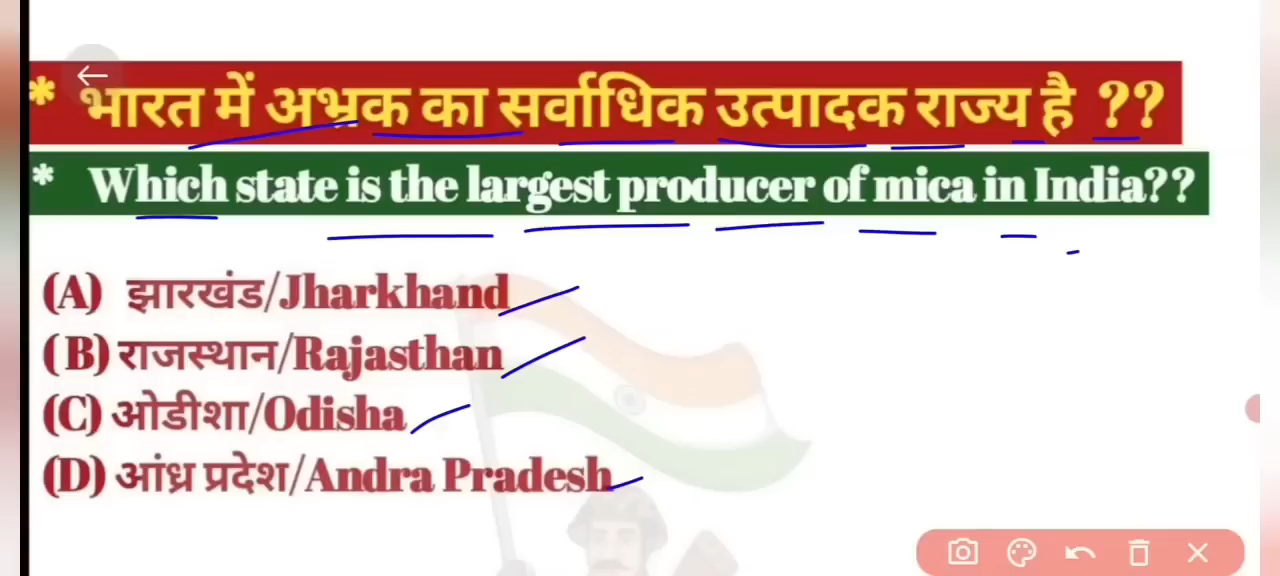 * भारत में अभ्रक का सर्वाधिक उत्पादक राज्य है ??
* Which state is the largest producer of mica in India??
(A) झारखंड/Jharkhand
(B) राजस्थान/Rajasthan
(C) ओडीशा/Odisha
(D) आंध्र प्रदेश/Andra Pradesh